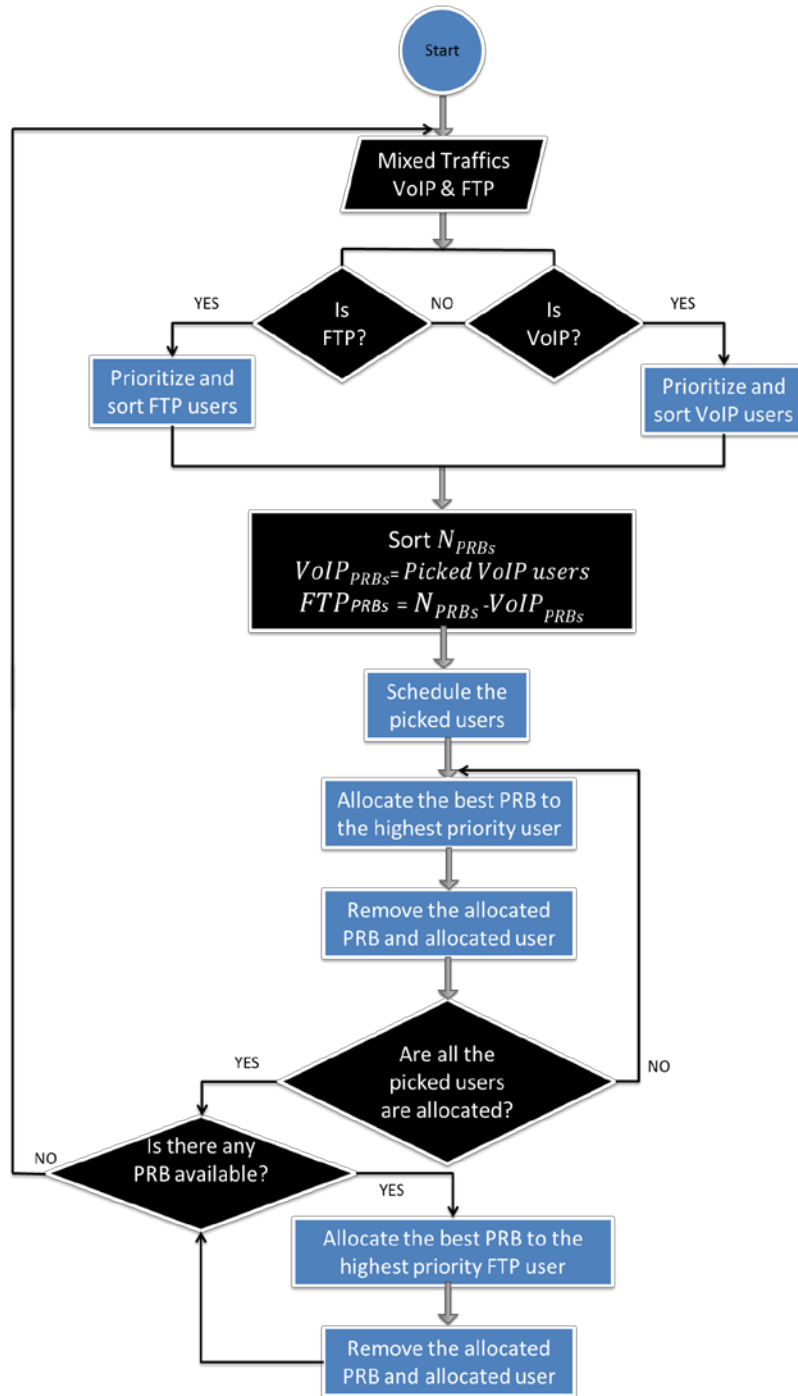 Start
Mixed Traffics
VoIP & FTP
YES
Is
FTP?
NO
Is
VoIP?
YES
Prioritize and
sort FTP users
Prioritize and
sort VoIP users
Sort N_PRBs
VoIP_PRBs= Picked VoIP users
FTP_PRBs = N_PRBs-VoIP_PRBs
Schedule the
picked users
Allocate the best PRB to
the highest priority user
Remove the allocated
PRB and allocated user
YES
Are all the
picked users
are allocated?
NO
NO
Is there any
PRB available?
YES
Allocate the best PRB to the
highest priority FTP user
Remove the allocated
PRB and allocated user